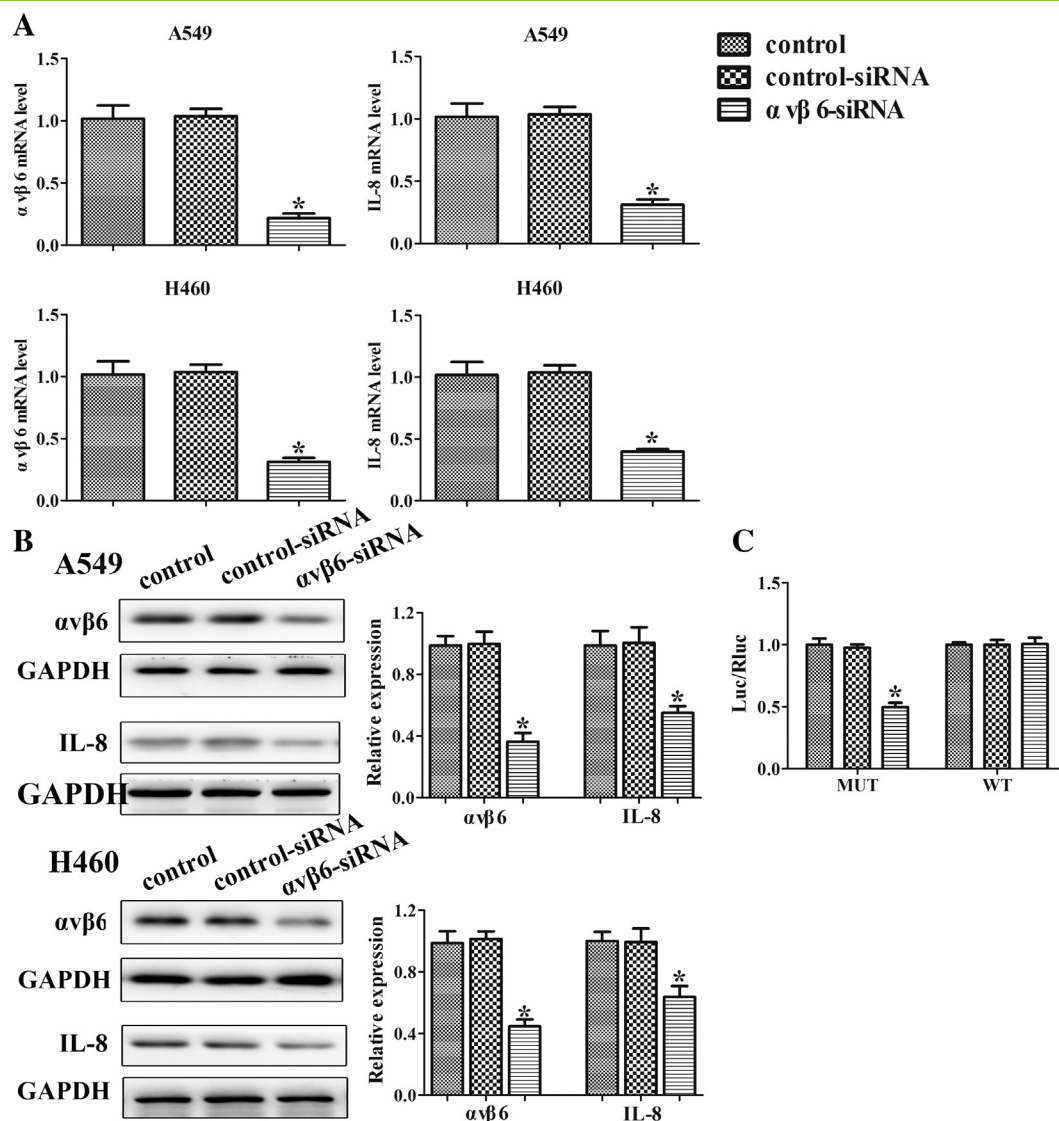 A
A549
α vβ 6 mRNA level
1.5
1.0
0.5
0.0
*
A549
IL-8 mRNA level
1.5
1.0
0.5
0.0
*
control
control-siRNA
α vβ 6-siRNA
H460
α vβ 6 mRNA level
1.5
1.0
0.5
0.0
*
H460
IL-8 mRNA level
1.5
1.0
0.5
0.0
*
B
A549
control
control-siRNA
αvβ6-siRNA
αvβ6
GAPDH
IL-8
GAPDH
Relative expression
1.2
0.8
0.4
0.0
*
*
αvβ6
IL-8
H460
control
control-siRNA
αvβ6-siRNA
αvβ6
GAPDH
IL-8
GAPDH
Relative expression
1.2
0.8
0.4
0.0
*
*
αvβ6
IL-8
C
Luc/Rluc
1.5
1.0
0.5
0.0
*
MUT
WT